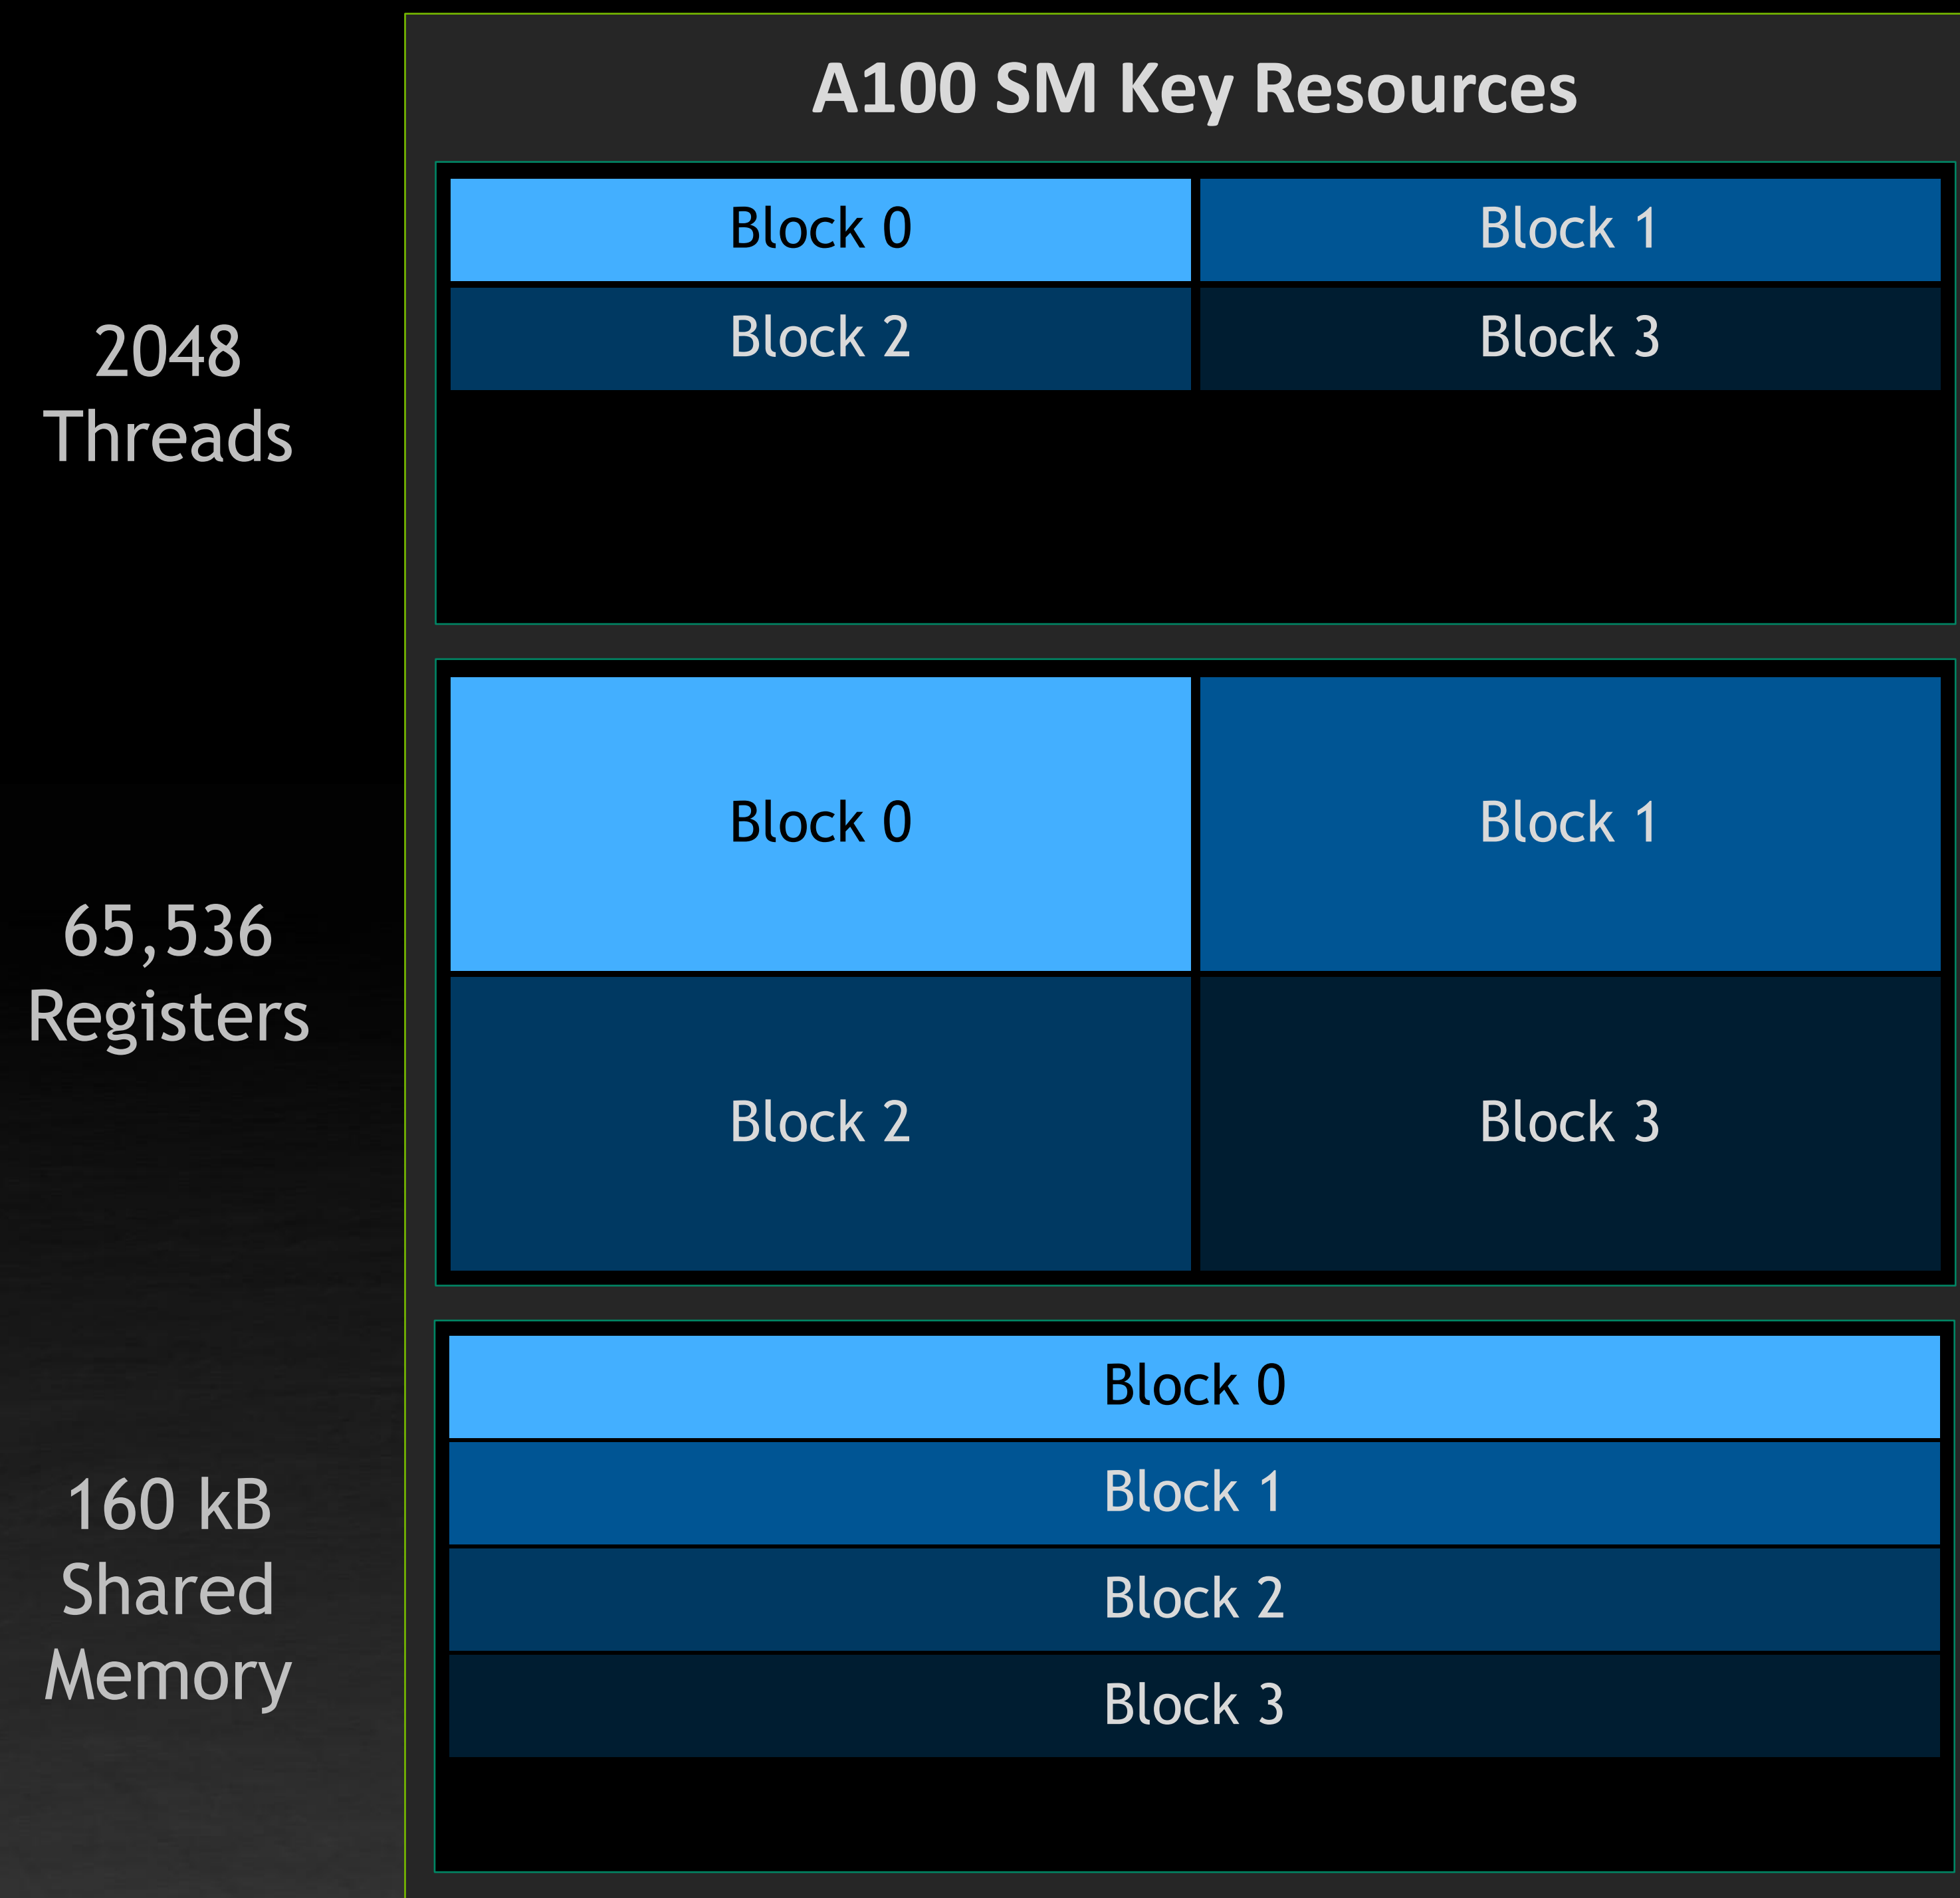 A100 SM Key Resources
2048
Threads
Block 0
Block 1
Block 2
Block 3
65,536
Registers
Block 0
Block 1
Block 2
Block 3
160 kB
Shared
Memory
Block 0
Block 1
Block 2
Block 3